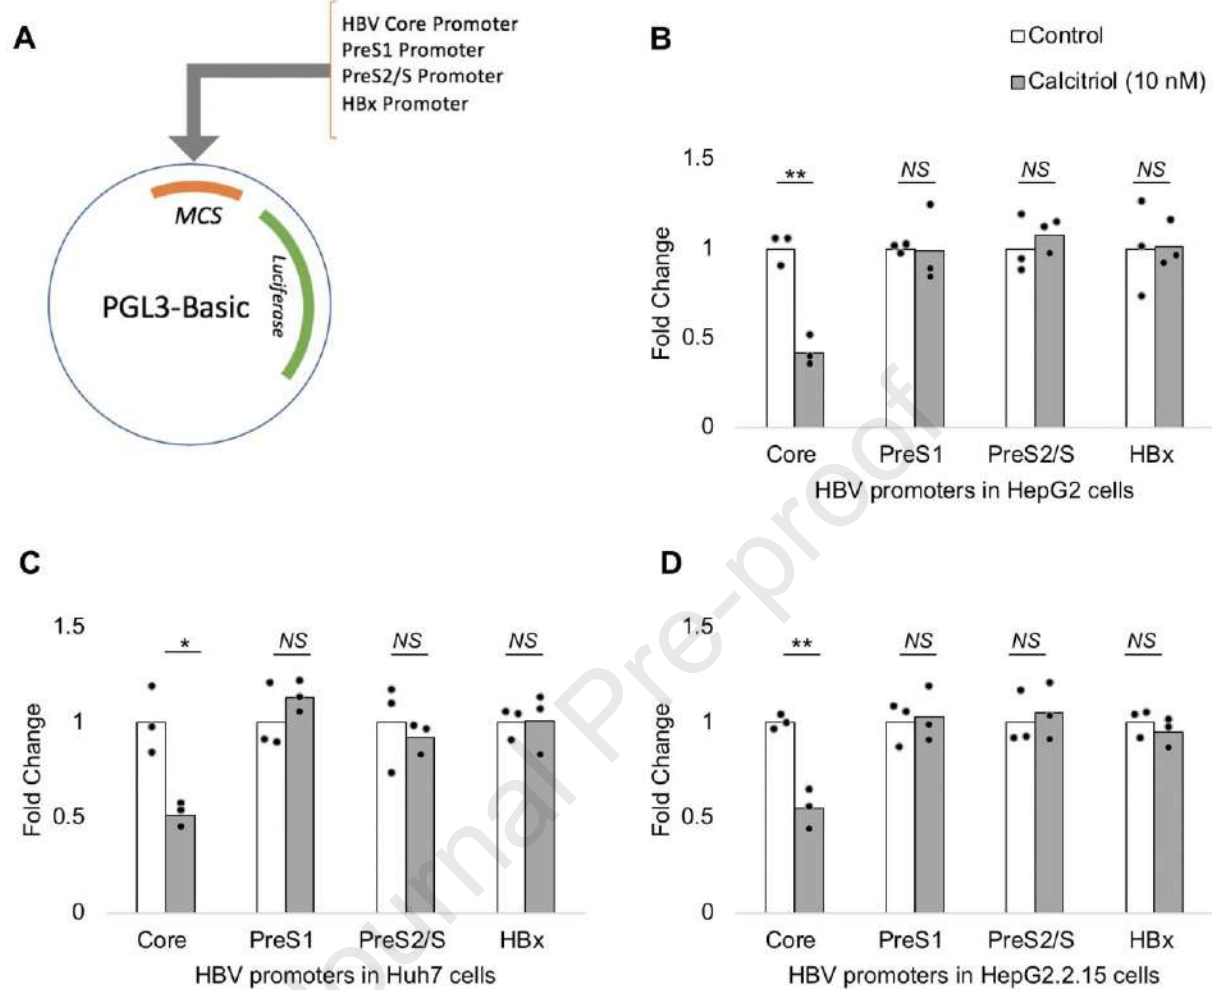 A
HBV Core Promoter
PreS1 Promoter
PreS2/S Promoter
HBx Promoter
MCS
Luciferase
PGL3-Basic
B
Control
Calcitriol (10 nM)
1.5
1
0.5
0
Fold Change
** NS NS NS
Core PreS1 PreS2/S HBx
HBV promoters in HepG2 cells
C
1.5
1
0.5
0
Fold Change
* NS NS NS
Core PreS1 PreS2/S HBx
HBV promoters in Huh7 cells
D
1.5
1
0.5
0
Fold Change
** NS NS NS
Core PreS1 PreS2/S HBx
HBV promoters in HepG2.2.15 cells
Journal Pre-proof